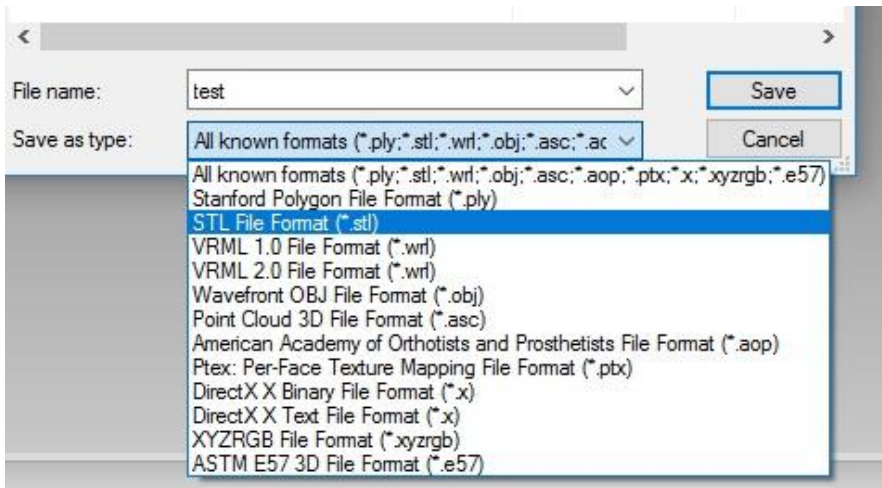 File name:
test
Save
Save as type:
All known formats (*.ply;*.stl;*.wrl;*.obj;*.asc;*.ac
Cancel
All known formats (*.ply;*.stl;*.wrl;*.obj;*.asc;*.aop;*.ptx;*.x;*.xyzrgb;*.e57)
Stanford Polygon File Format (*.ply)
STL File Format (*.stl)
VRML 1.0 File Format (*.wrl)
VRML 2.0 File Format (*.wrl)
Wavefront OBJ File Format (*.obj)
Point Cloud 3D File Format (*.asc)
American Academy of Orthotists and Prosthetists File Format (*.aop)
Ptex: Per-Face Texture Mapping File Format (*.ptx)
DirectX X Binary File Format (*.x)
DirectX X Text File Format (*.x)
XYZRGB File Format (*.xyzrgb)
ASTM E57 3D File Format (*.e57)